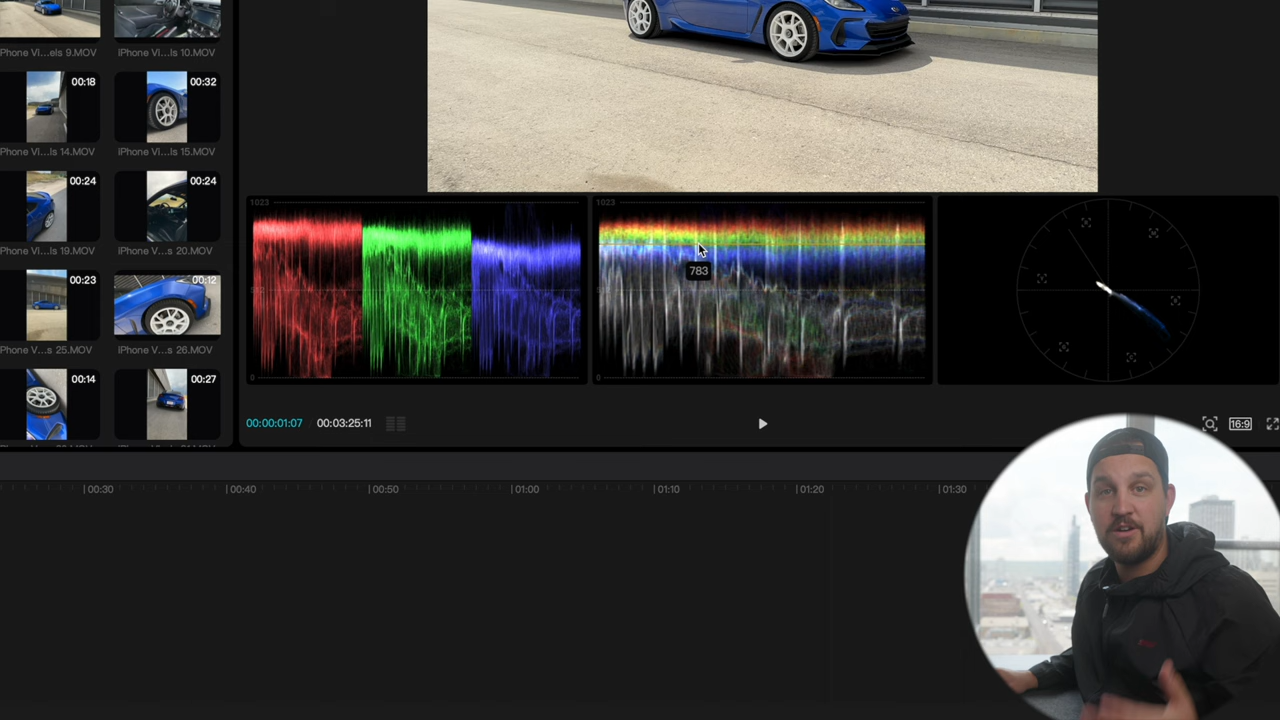 iPhone Vi...els 9.MOV
iPhone Vi...ls 10.MOV
00:18
00:32
Phone Vi...ls 14.MOV
iPhone Vi...ls 15.MOV
00:24
00:24
Phone Vi...ls 19.MOV
iPhone V...s 20.MOV
00:23
00:12
Phone V...s 25.MOV
iPhone V...s 26.MOV
00:14
00:27
1023
0
1023
783
0
00:00:01:07 / 00:03:25:11
16:9
00:30
00:40
00:50
01:00
01:10
01:20
01:30